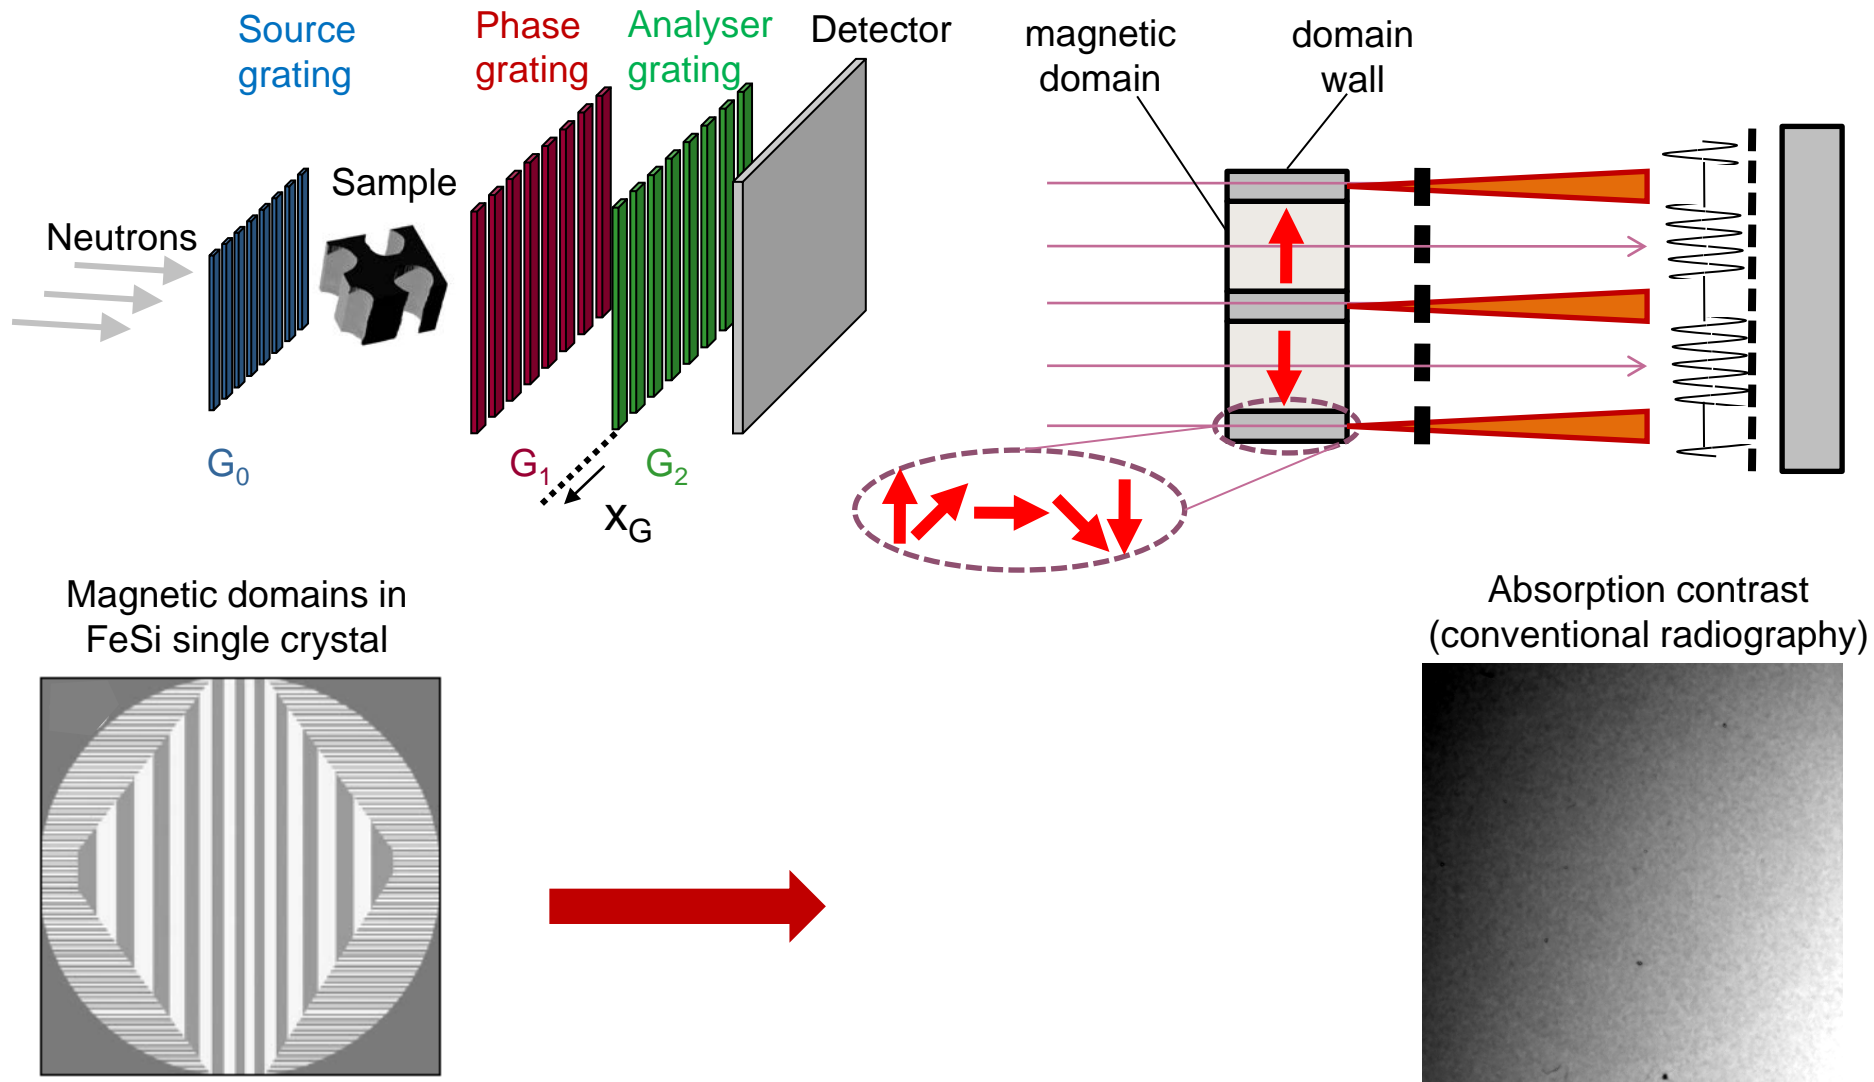 Source
grating
Phase
grating
Analyser
grating
Detector
magnetic
domain
domain
wall
Sample
Neutrons
G0
G1
G2
xG
Magnetic domains in
FeSi single crystal
Absorption contrast
(conventional radiography)